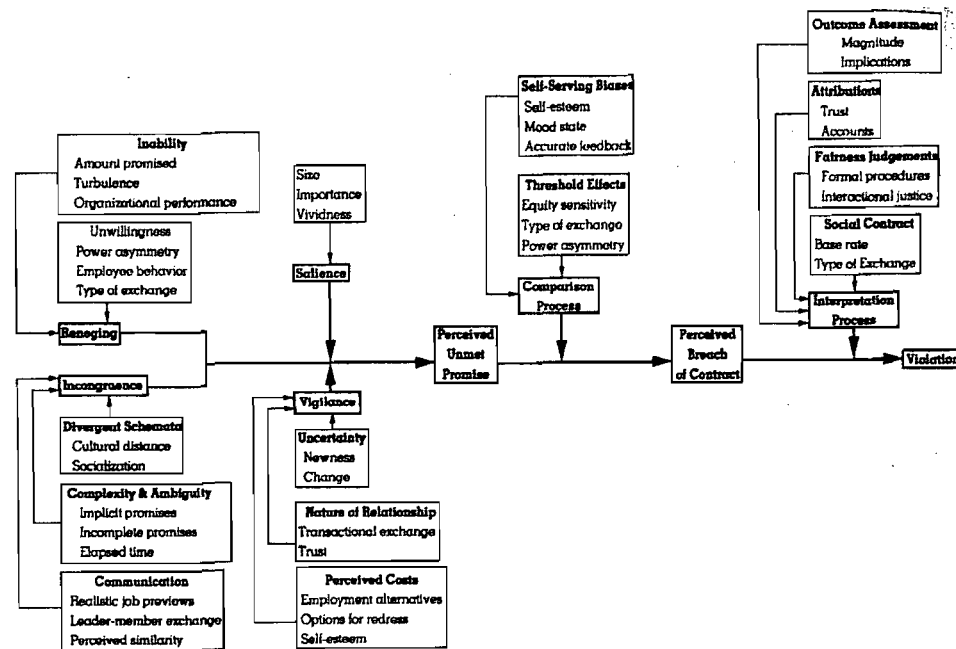 Outcome Assessment
Magnitude
Implications
Self-Serving Biases
Self-esteem
Mood state
Accurate feedback
Attributions
Trust
Accounts
Inability
Amount promised
Turbulence
Organizational performance
Size
Importance
Vividness
Threshold Effects
Equity sensitivity
Type of exchange
Power asymmetry
Fairness Judgements
Formal procedures
Interactional justice
Unwillingness
Power asymmetry
Employee behavior
Type of exchange
Social Contract
Base rate
Type of Exchange
Salience
Comparison
Process
Interpretation
Process
Reneging
Perceived
Unmet
Promise
Perceived
Breach
of Contract
Violation
Incongruence
Vigilance
Divergent Schemata
Cultural distance
Socialization
Uncertainty
Newness
Change
Complexity & Ambiguity
Implicit promises
Incomplete promises
Elapsed time
Nature of Relationship
Transactional exchange
Trust
Communication
Realistic job previews
Leader-member exchange
Perceived similarity
Perceived Costs
Employment alternatives
Options for redress
Self-esteem